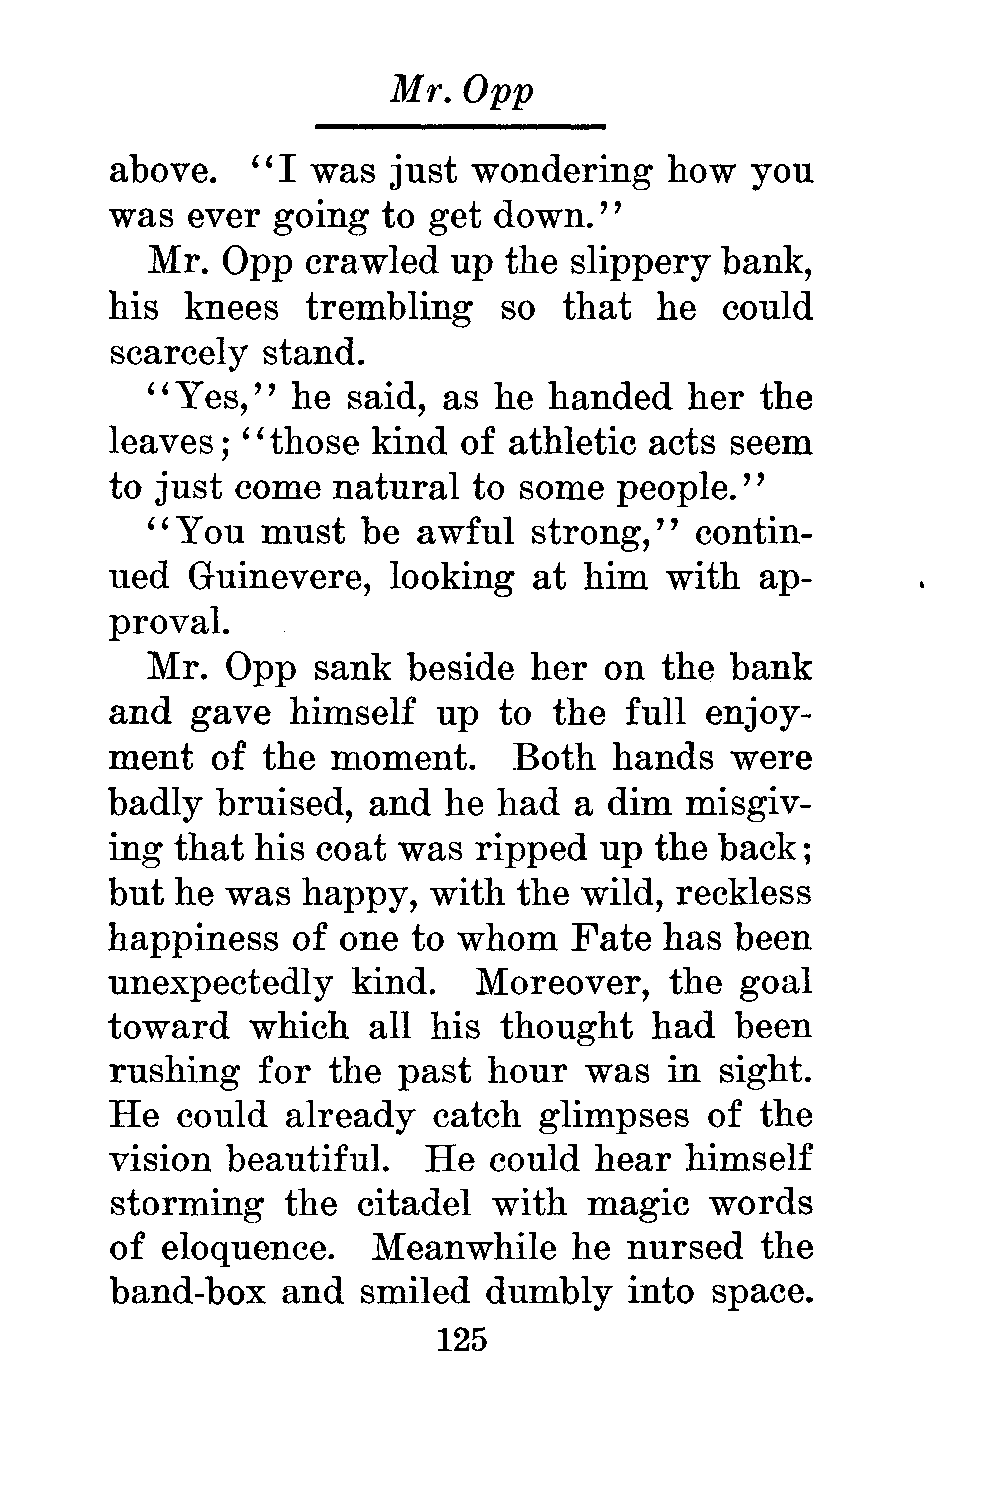 Mr. Opp
above. "I was just wondering how you
was ever going to get down."
Mr. Opp crawled up the slippery bank,
his knees trembling so that he could
scarcely stand.
"Yes," he said, as he handed her the
leaves; "those kind of athletic acts seem
to just come natural to some people."
"You must be awful strong," contin-
ued Guinevere, looking at him with ap-
proval.
Mr. Opp sank beside her on the bank
and gave himself up to the full enjoy-
ment of the moment. Both hands were
badly bruised, and he had a dim misgiv-
ing that his coat was ripped up the back;
but he was happy, with the wild, reckless
happiness of one to whom Fate has been
unexpectedly kind. Moreover, the goal
toward which all his thought had been
rushing for the past hour was in sight.
He could already catch glimpses of the
vision beautiful. He could hear himself
storming the citadel with magic words
of eloquence. Meanwhile he nursed the
band-box and smiled dumbly into space.
125